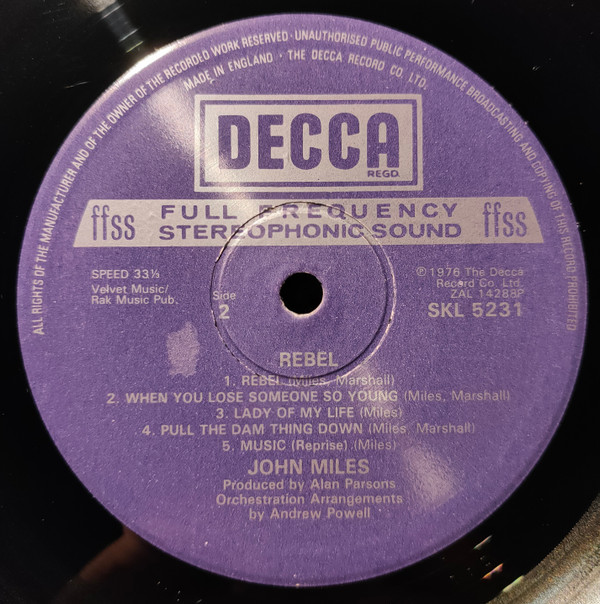 ALL RIGHTS OF THE MANUFACTURER AND OF THE OWNER OF THE RECORDED WORK RESERVED · UNAUTHORISED PUBLIC PERFORMANCE BROADCASTING AND COPYING OF THIS RECORD PROHIBITED
MADE IN ENGLAND · THE DECCA RECORD CO. LTD.
DECCA
REGD.
ffss FULL FREQUENCY STEREOPHONIC SOUND ffss
SPEED 33⅓
Velvet Music/
Rak Music Pub.
Side
2
℗ 1976 The Decca
Record Co. Ltd.
ZAL 14288P
SKL 5231
REBEL
1. REBEL (Miles, Marshall)
2. WHEN YOU LOSE SOMEONE SO YOUNG (Miles, Marshall)
3. LADY OF MY LIFE (Miles)
4. PULL THE DAM THING DOWN (Miles, Marshall)
5. MUSIC (Reprise) (Miles)
JOHN MILES
Produced by Alan Parsons
Orchestration Arrangements
by Andrew Powell